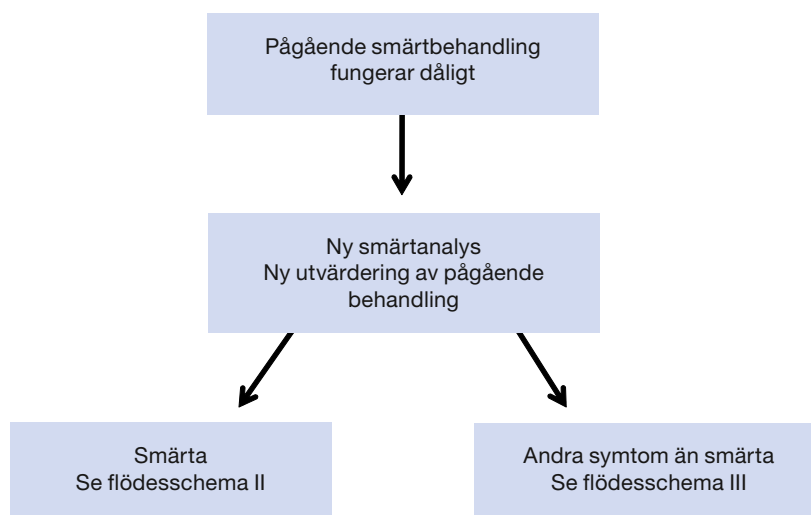 Pågående smärtbehandling
fungerar dåligt
Ny smärtanalys
Ny utvärdering av pågående
behandling
Smärta
Se flödesschema II
Andra symtom än smärta
Se flödesschema III